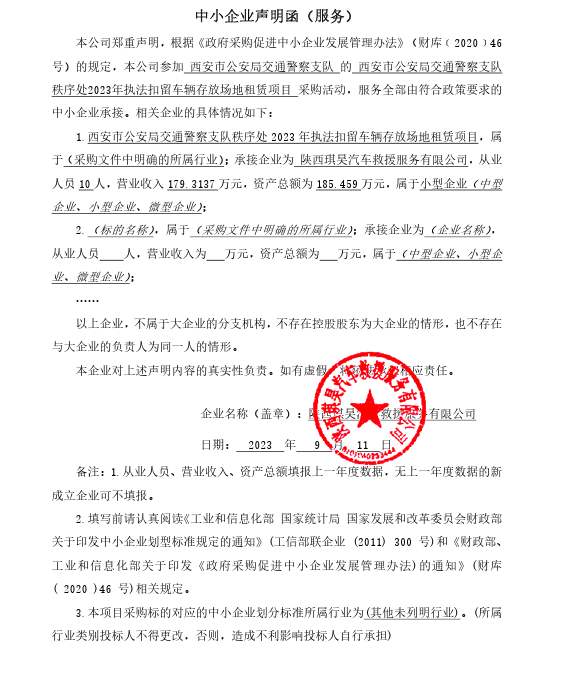 中小企业声明函（服务）
本公司郑重声明，根据《政府采购促进中小企业发展管理办法》（财库﹝2020﹞46
号）的规定，本公司参加 西安市公安局交通警察支队 的 西安市公安局交通警察支队
秩序处2023年执法扣留车辆存放场地租赁项目 采购活动，服务全部由符合政策要求的
中小企业承接。相关企业的具体情况如下：
1. 西安市公安局交通警察支队秩序处 2023 年执法扣留车辆存放场地租赁项目，属
于（采购文件中明确的所属行业）；承接企业为 陕西琪昊汽车救援服务有限公司，从业
人员 10 人，营业收入 179.3137 万元，资产总额为 185.459 万元，属于小型企业（中型
企业、小型企业、微型企业）；
2. （标的名称），属于（采购文件中明确的所属行业）；承接企业为（企业名称），
从业人员____人，营业收入为___万元，资产总额为___万元，属于（中型企业、小型企
业、微型企业）；
……
以上企业，不属于大企业的分支机构，不存在控股股东为大企业的情形，也不存在
与大企业的负责人为同一人的情形。
本企业对上述声明内容的真实性负责。如有虚假，将依法承担相应责任。
企业名称（盖章）：陕西琪昊汽车救援服务有限公司
日期： 2023 年 9 月 11 日
备注：1. 从业人员、营业收入、资产总额填报上一年度数据，无上一年度数据的新
成立企业可不填报。
2. 填写前请认真阅读《工业和信息化部 国家统计局 国家发展和改革委员会财政部
关于印发中小企业划型标准规定的通知》(工信部联企业 (2011) 300 号)和《财政部、
工业和信息化部关于印发《政府采购促进中小企业发展管理办法)的通知》(财库
( 2020 )46 号)相关规定。
3. 本项目采购标的对应的中小企业划分标准所属行业为(其他未列明行业)。(所属
行业类别投标人不得更改，否则，造成不利影响投标人自行承担)
陕西琪昊汽车救援服务有限公司